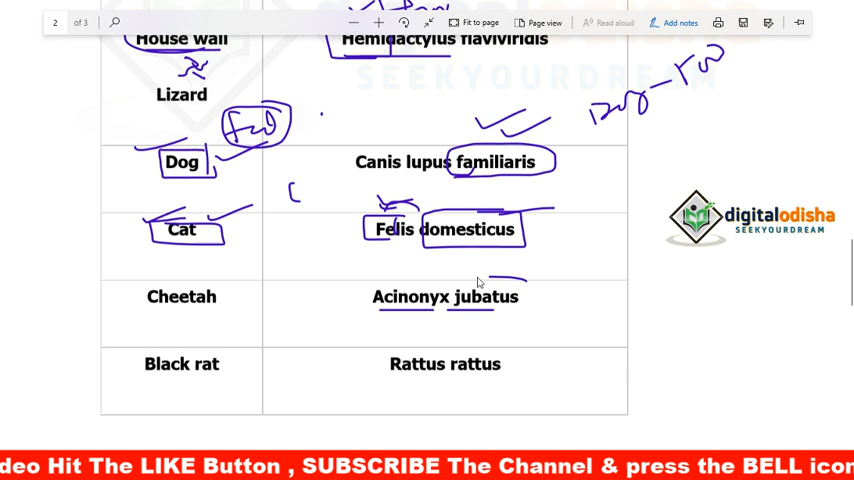 2 of 3
Fit to page
Page view
Read aloud
Add notes
House wall
Lizard
Hemidactylus flaviviridis
SEEKYOURDREAM
Dog
Canis lupus familiaris
Cat
Felis domesticus
digitalodisha
SEEKYOURDREAM
Cheetah
Acinonyx jubatus
Black rat
Rattus rattus
deo Hit The LIKE Button , SUBSCRIBE The Channel & press the BELL icon